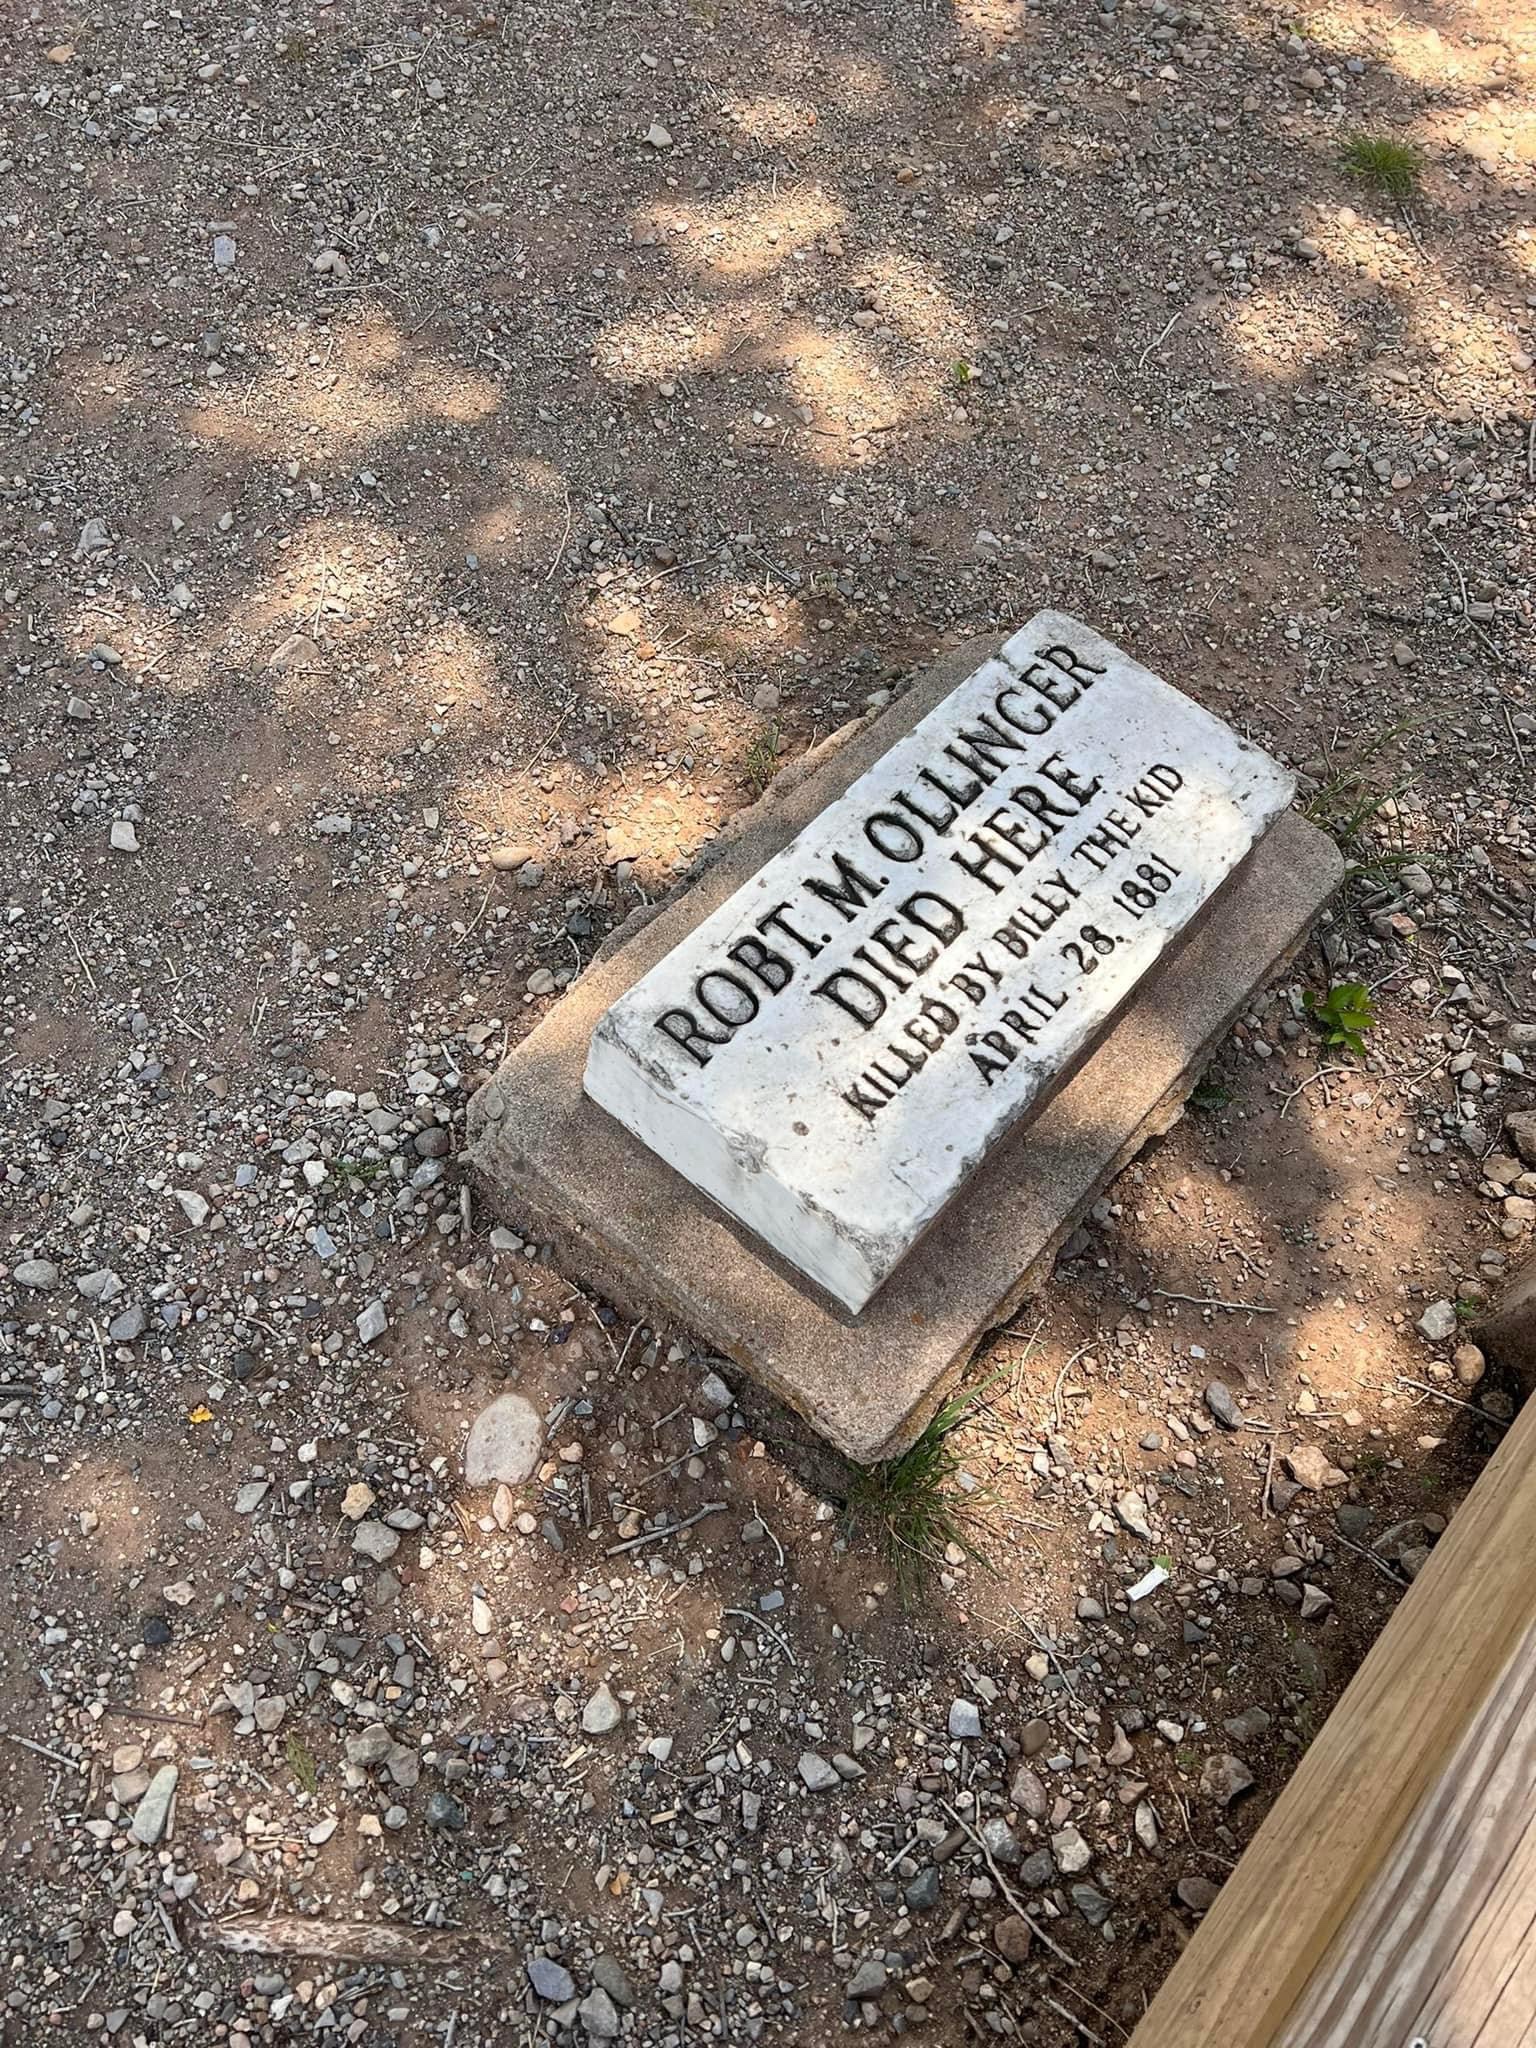 ROBT. M. OLLINGER
DIED HERE
KILLED BY BILLY THE KID
APRIL 28. 1881